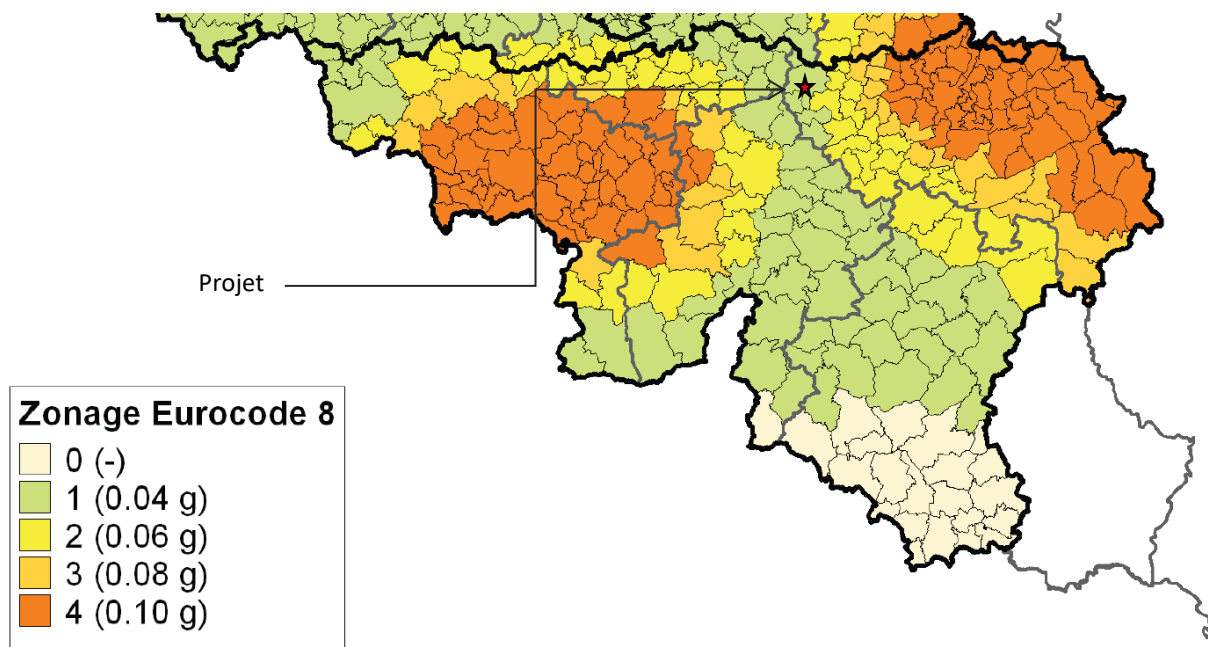 Projet
Zonage Eurocode 8
0 (-)
1 (0.04 g)
2 (0.06 g)
3 (0.08 g)
4 (0.10 g)